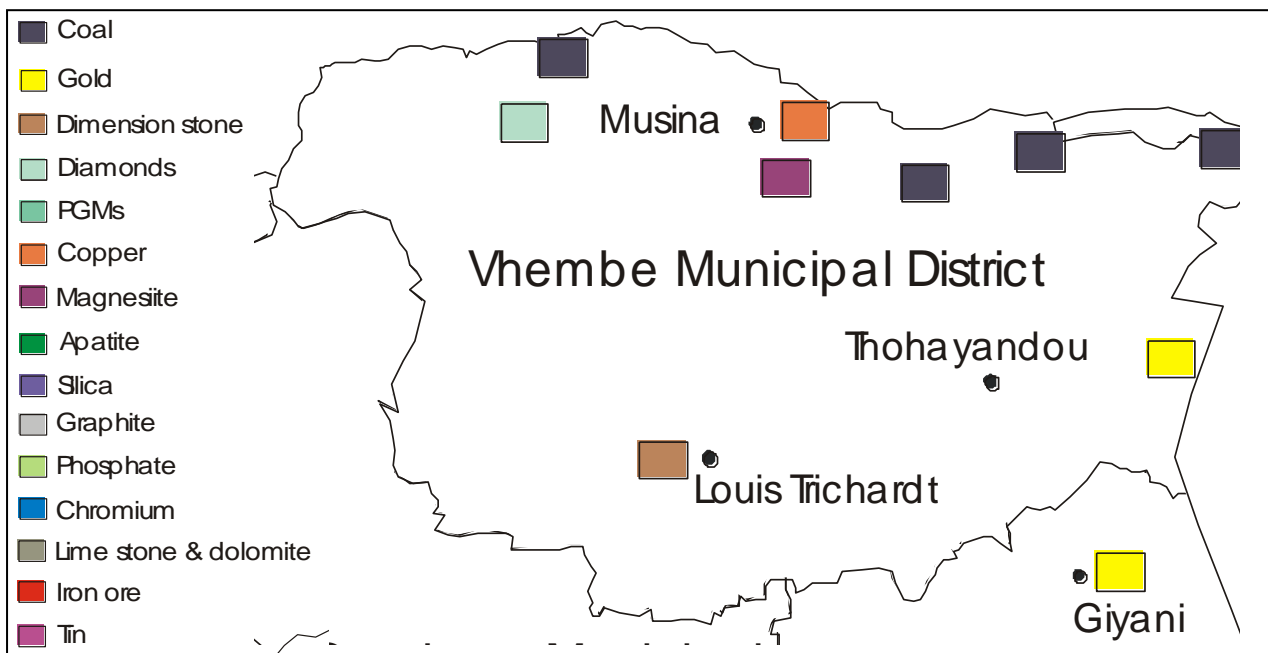 Coal
Gold
Dimension stone
Diamonds
PGMs
Copper
Magnesiite
Apatite
Silica
Graphite
Phosphate
Chromium
Lime stone & dolomite
Iron ore
Tin
Musina
Vhembe Municipal District
Thohayandou
Louis Trichardt
Giyani